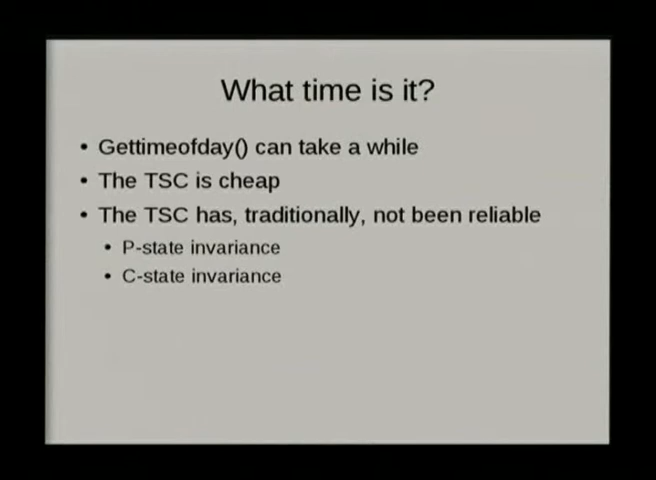 What time is it?
• Gettimeofday() can take a while
• The TSC is cheap
• The TSC has, traditionally, not been reliable
• P-state invariance
• C-state invariance